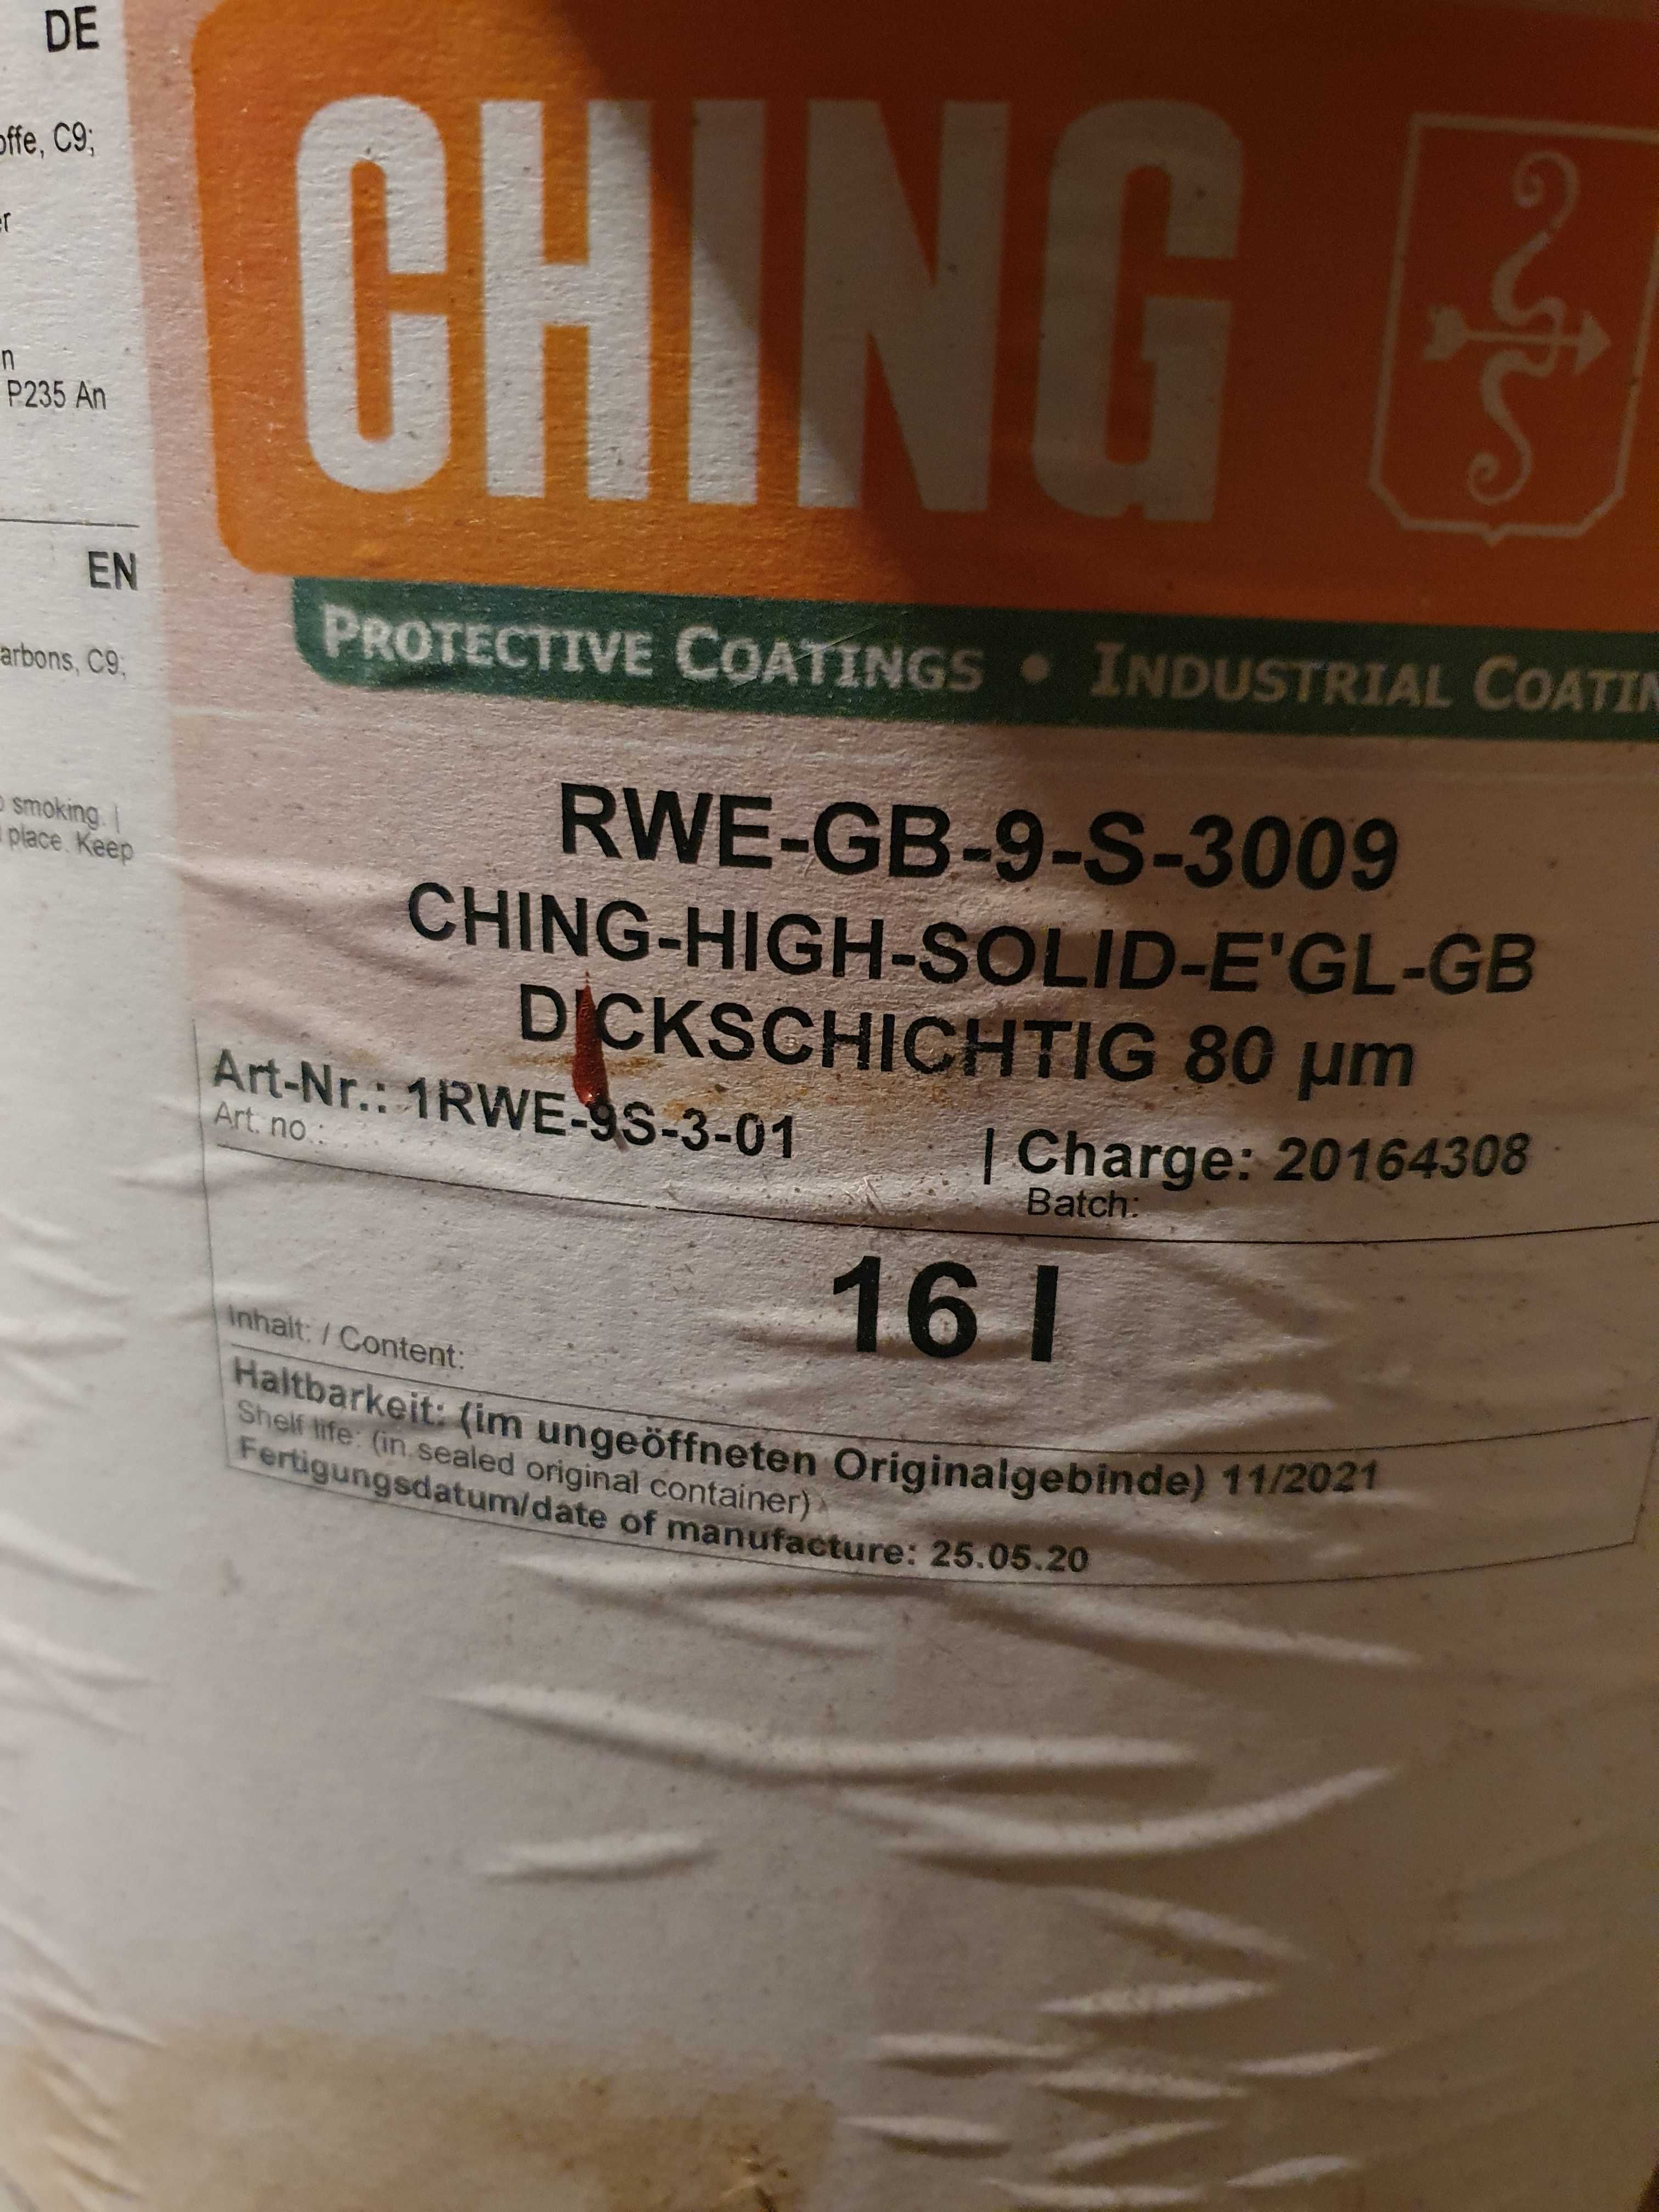 DE
offe, C9;
er
n
P235 An
EN
arbons, C9;
smoking. |
place. Keep
CHING
PROTECTIVE COATINGS • INDUSTRIAL COATIN
RWE-GB-9-S-3009
CHING-HIGH-SOLID-E'GL-GB
DICKSCHICHTIG 80 µm
Art-Nr.: 1RWE-9S-3-01 | Charge: 20164308
Art. no.: Batch:
16 l
Inhalt: / Content:
Haltbarkeit: (im ungeöffneten Originalgebinde) 11/2021
Shelf life: (in sealed original container)
Fertigungsdatum/date of manufacture: 25.05.20